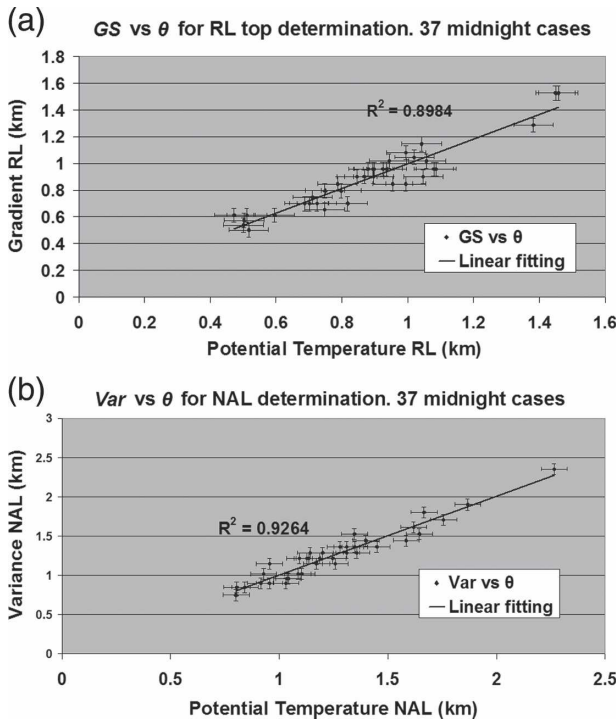 (a)
GS vs θ for RL top determination. 37 midnight cases
Gradient RL (km)
1.8
1.6
1.4
1.2
1
0.8
0.6
0.4
0.2
0
R² = 0.8984
GS vs θ
Linear fitting
0 0.2 0.4 0.6 0.8 1 1.2 1.4 1.6
Potential Temperature RL (km)
(b)
Var vs θ for NAL determination. 37 midnight cases
Variance NAL (km)
3
2.5
2
1.5
1
0.5
0
R² = 0.9264
Var vs θ
Linear fitting
0 0.5 1 1.5 2 2.5
Potential Temperature NAL (km)